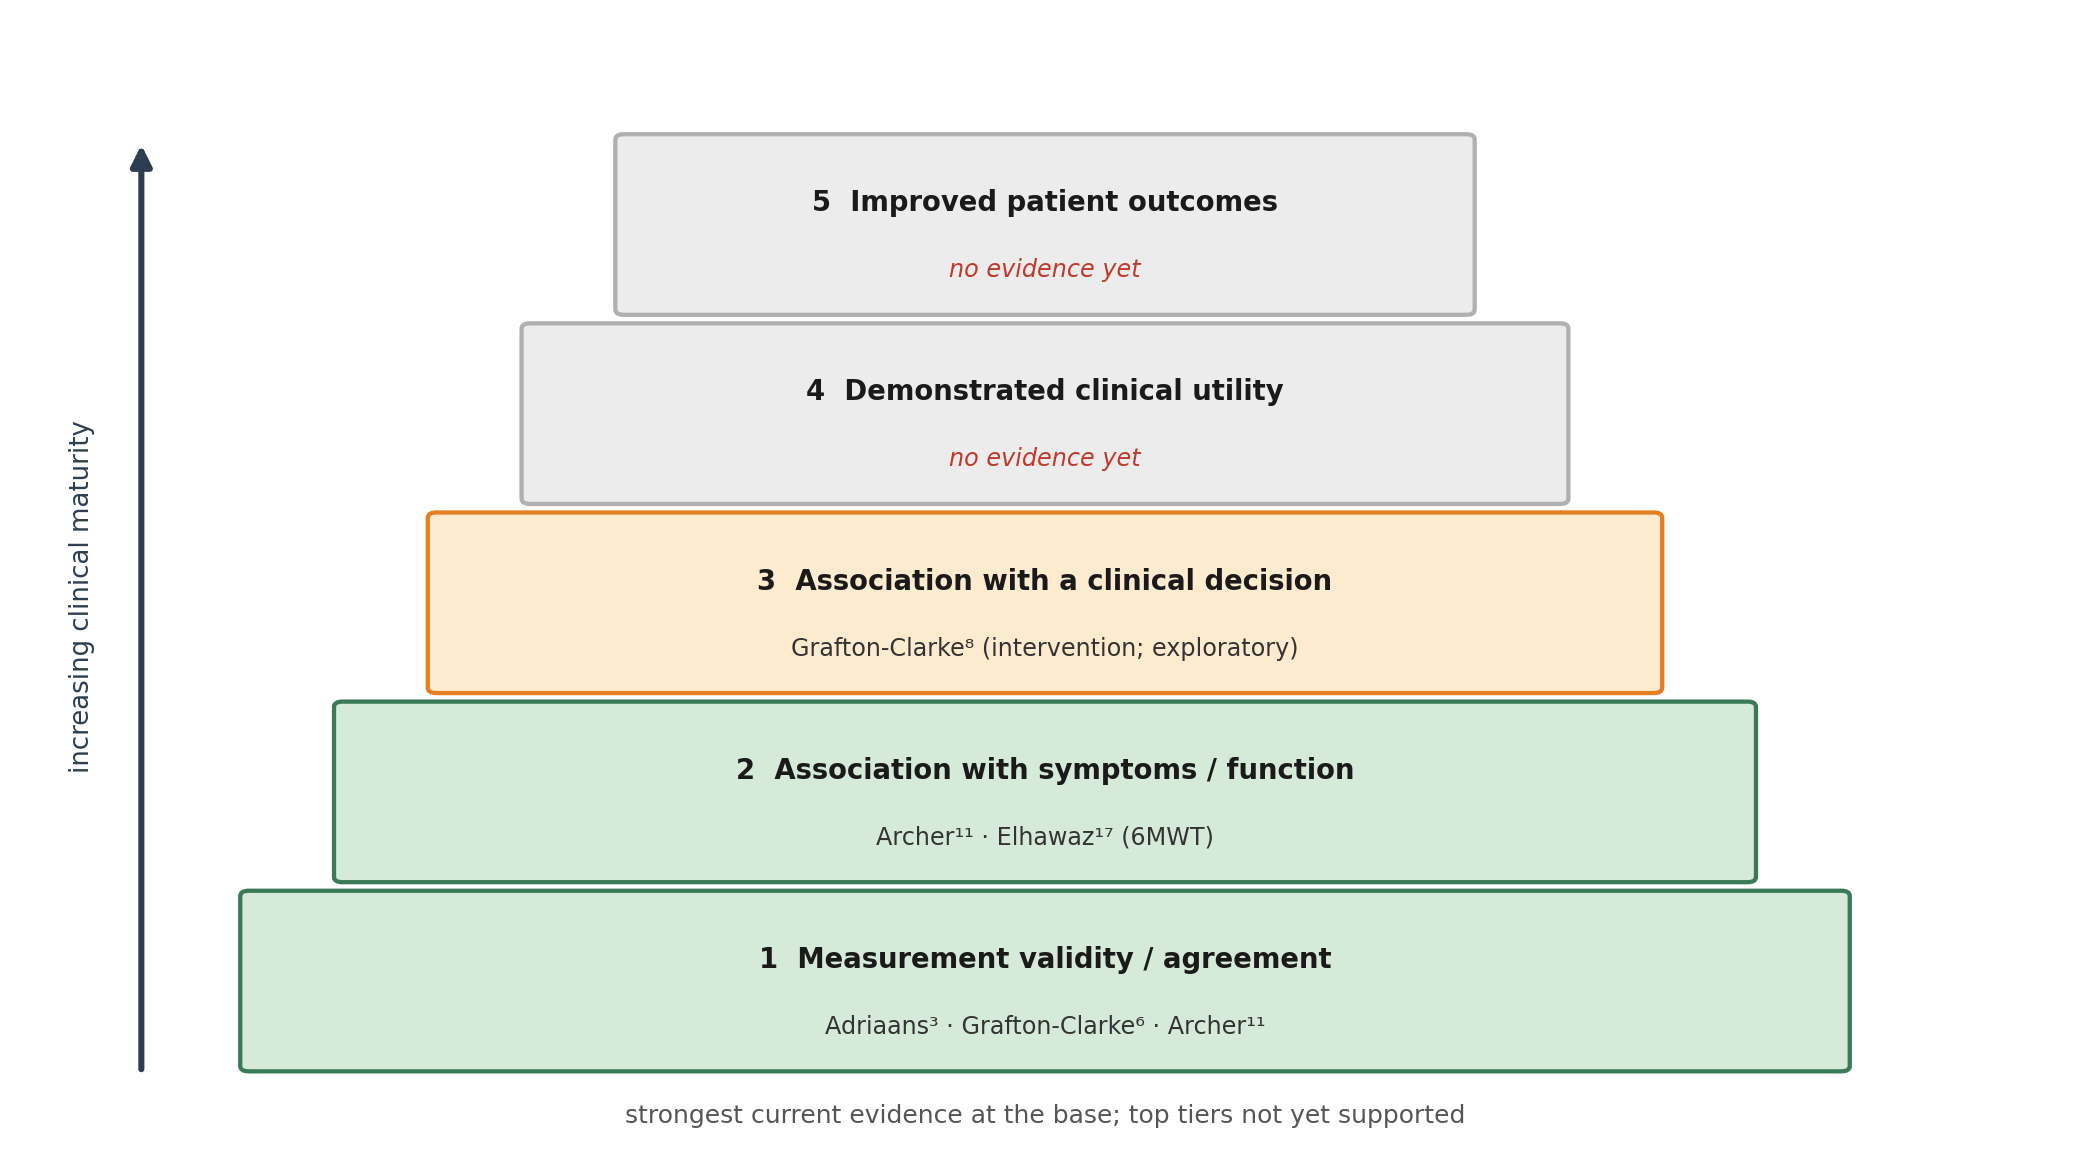 5  Improved patient outcomes
no evidence yet
4  Demonstrated clinical utility
no evidence yet
3  Association with a clinical decision
Grafton-Clarke⁸ (intervention; exploratory)
2  Association with symptoms / function
Archer¹¹ · Elhawaz¹⁷ (6MWT)
1  Measurement validity / agreement
Adriaans³ · Grafton-Clarke⁶ · Archer¹¹
increasing clinical maturity
strongest current evidence at the base; top tiers not yet supported